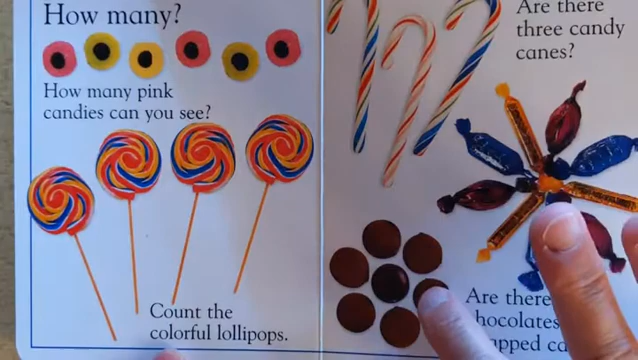 How many?
How many pink
candies can you see?
Count the
colorful lollipops.
Are there
three candy
canes?
Are there
hocolates
apped ca